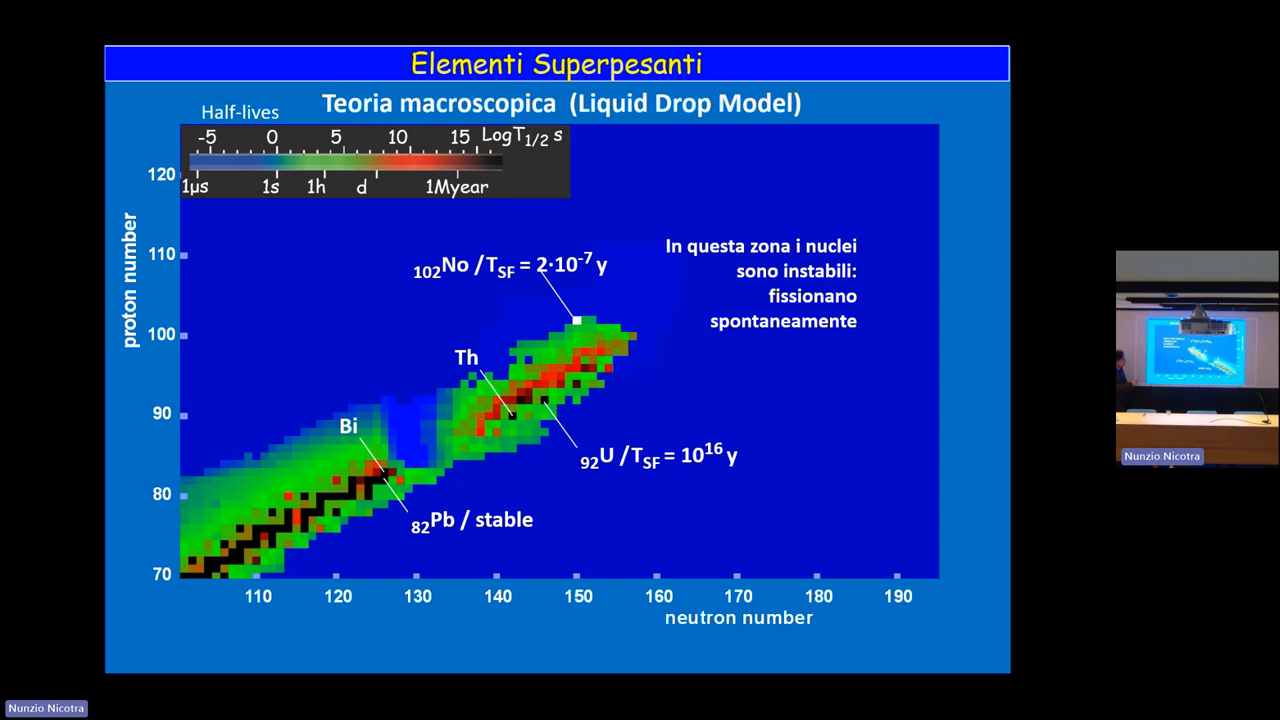 Elementi Superpesanti
Teoria macroscopica (Liquid Drop Model)
Half-lives
-5 0 5 10 15 LogT1/2 s
1μs 1s 1h d 1Myear
proton number
120
110
100
90
80
70
102No /TSF = 2·10-7 y
In questa zona i nuclei
sono instabili:
fissionano
spontaneamente
Th
Bi
92U /TSF = 1016 y
82Pb / stable
110 120 130 140 150 160 170 180 190
neutron number
Nunzio Nicotra
Nunzio Nicotra